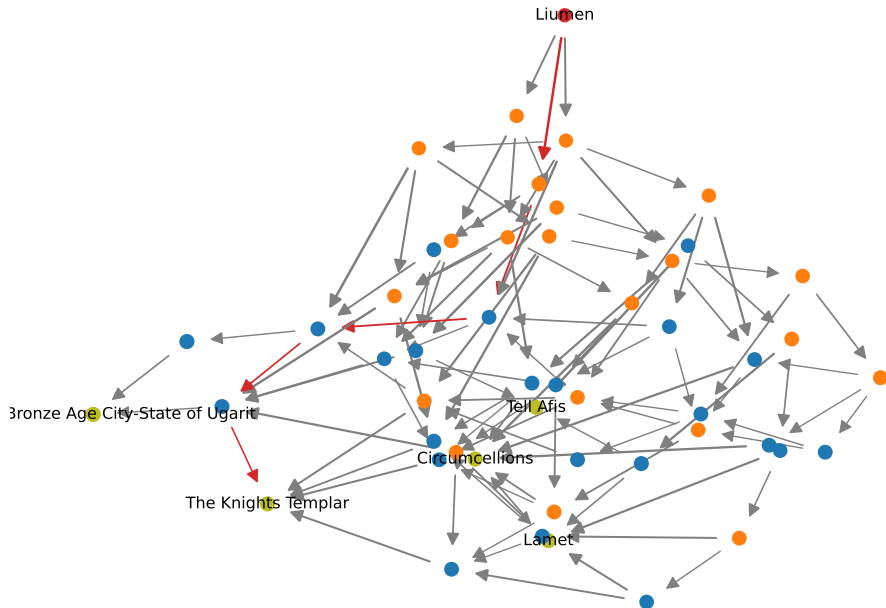 Liumen
Tell Afis
Bronze Age City-State of Ugarit
Circumcellions
The Knights Templar
Lamet